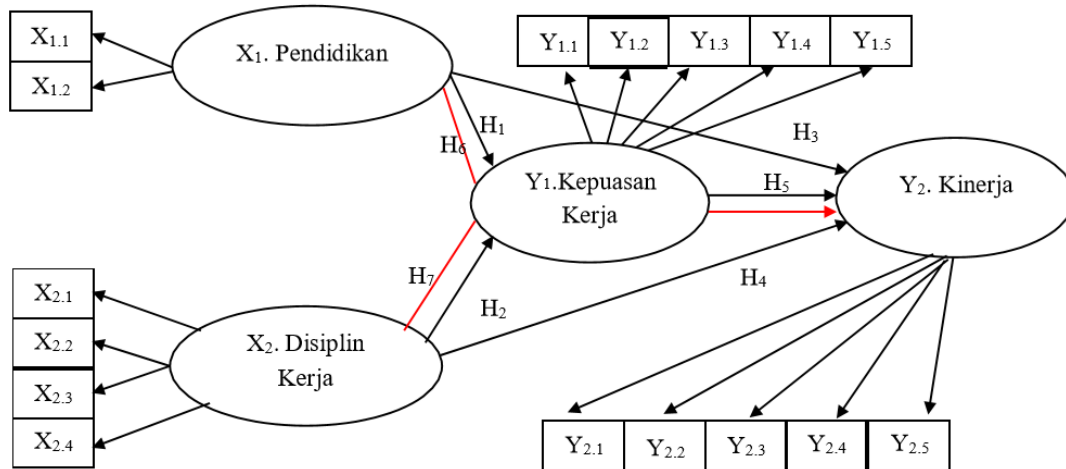 X₁.₁
X₁.₂
X₁. Pendidikan
Y₁.₁
Y₁.₂
Y₁.₃
Y₁.₄
Y₁.₅
H₁
H₆
H₃
Y₁.Kepuasan
Kerja
H₅
Y₂. Kinerja
H₇
H₂
H₄
X₂.₁
X₂.₂
X₂.₃
X₂.₄
X₂. Disiplin
Kerja
Y₂.₁
Y₂.₂
Y₂.₃
Y₂.₄
Y₂.₅